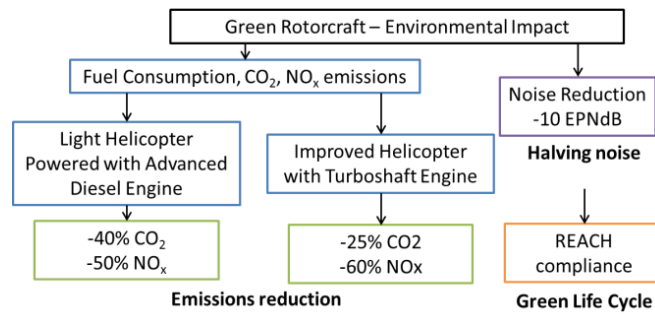 Green Rotorcraft – Environmental Impact
Fuel Consumption, CO₂, NOₓ emissions
Noise Reduction
-10 EPNdB
Halving noise
Light Helicopter
Powered with Advanced
Diesel Engine
Improved Helicopter
with Turboshaft Engine
-40% CO₂
-50% NOₓ
-25% CO2
-60% NOx
REACH
compliance
Emissions reduction
Green Life Cycle